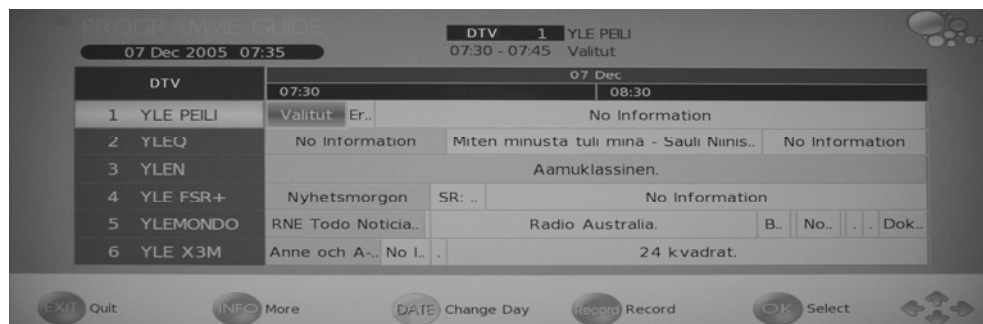 PROGRAMME GUIDE
DTV 1 YLE PEILI
07 Dec 2005 07:35
07:30 - 07:45 Valitut
DTV
07 Dec
07:30 08:30
1 YLE PEILI Valitut Er.. No Information
2 YLEQ No Information Miten minusta tuli minä - Sauli Niinis.. No Information
3 YLEN Aamuklassinen.
4 YLE FSR+ Nyhetsmorgon SR: .. No Information
5 YLEMONDO RNE Todo Noticia.. Radio Australia. B.. No.. . . Dok..
6 YLE X3M Anne och A-.. No I.. . 24 kvadrat.
EXIT Quit INFO More DATE Change Day Record Record OK Select